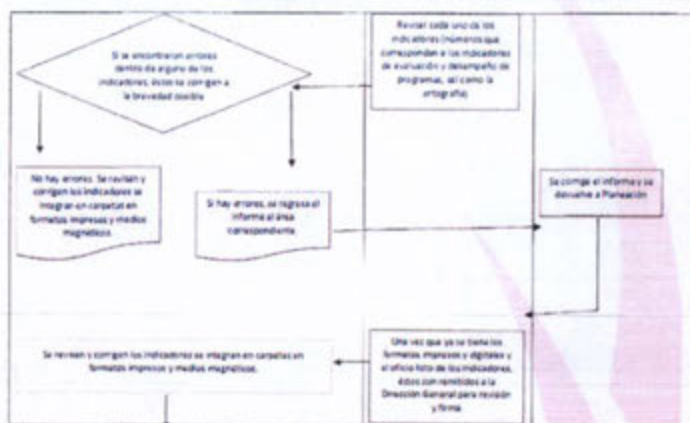 Revisar cada uno de los
indicadores (números que
correspondan a los indicadores
de evaluación y desempeño de
programas, así como la
ortografía)
Si se encontraron errores
dentro de alguno de los
indicadores, éstos se corrigen a
la brevedad posible
No hay errores. Se revisan y
corrigen los indicadores se
integran en carpetas en
formatos impresos y medios
magnéticos.
Si hay errores, se regresa el
informe al área
correspondiente
Se corrige el informe y se
devuelve a Planeación
Una vez que ya se tiene los
formatos impresos y digitales y
el oficio listo de los indicadores,
éstos son remitidos a la
Dirección General para revisión
y firma
Se revisan y corrigen los indicadores se integran en carpetas en
formatos impresos y medios magnéticos.